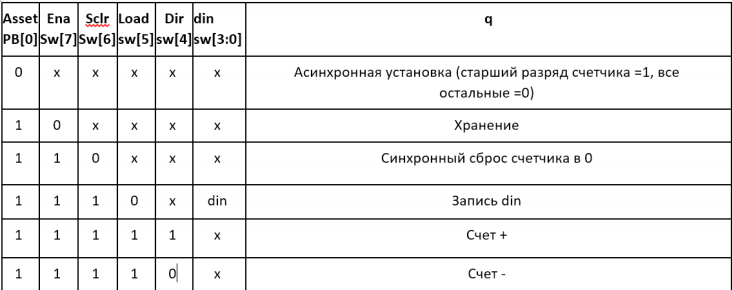 Asset Ena Sclr Load Dir din q
PB[0] Sw[7] Sw[6] sw[5] sw[4] sw[3:0]
0 x x x x x Асинхронная установка (старший разряд счетчика =1, все
остальные =0)
1 0 x x x x Хранение
1 1 0 x x x Синхронный сброс счетчика в 0
1 1 1 0 x din Запись din
1 1 1 1 1 x Счет +
1 1 1 1 0 x Счет -